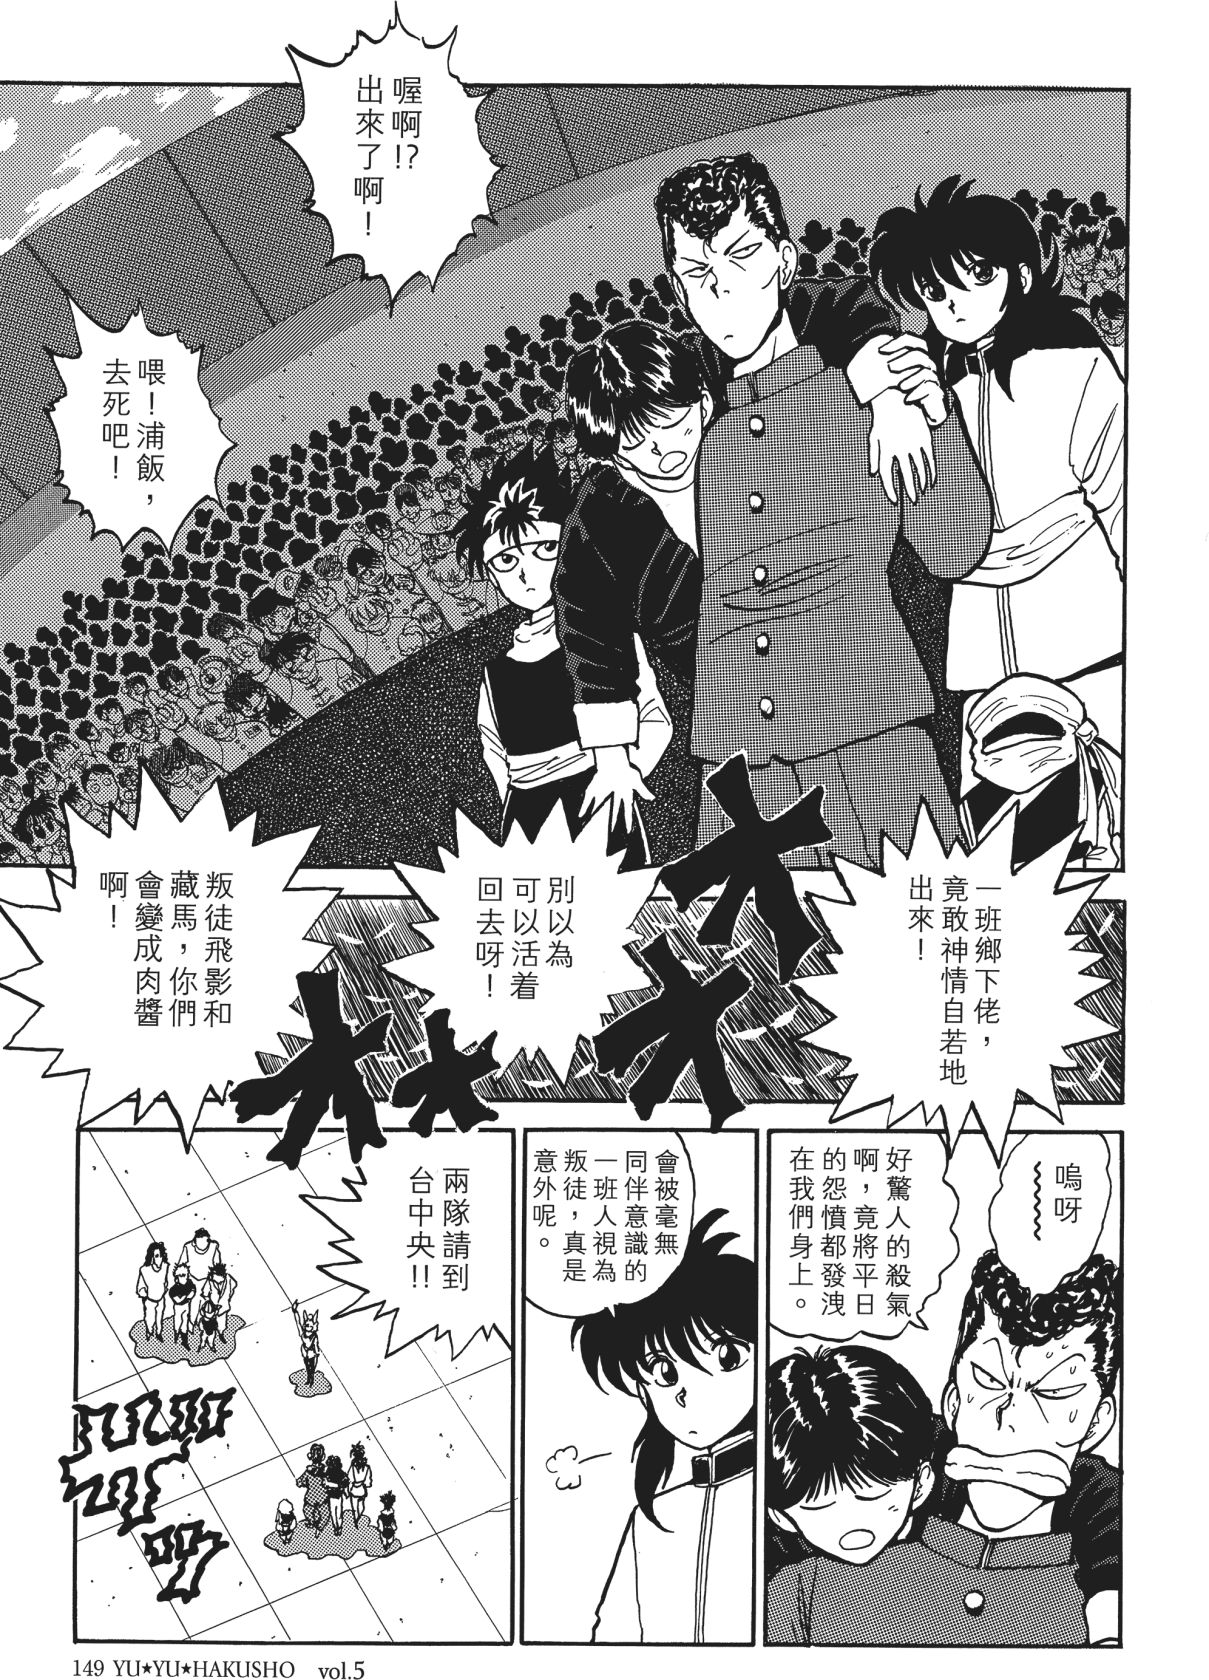 喔啊!?
出來了啊！
喂！浦飯，
去死吧！
一班鄉下佬，
竟敢神情自若地
出來！
別以為
可以活着
回去呀！
叛徒飛影和
藏馬，你們
會變成肉醬
啊！
オオオオ
嗚呀
好驚人的殺氣
啊，竟將平日
的怨憤都發洩
在我們身上。
會被毫無
同伴意識的
一班人視為
叛徒，真是
意外呢。
兩隊請到
台中央!!
149 YU★YU★HAKUSHO vol.5